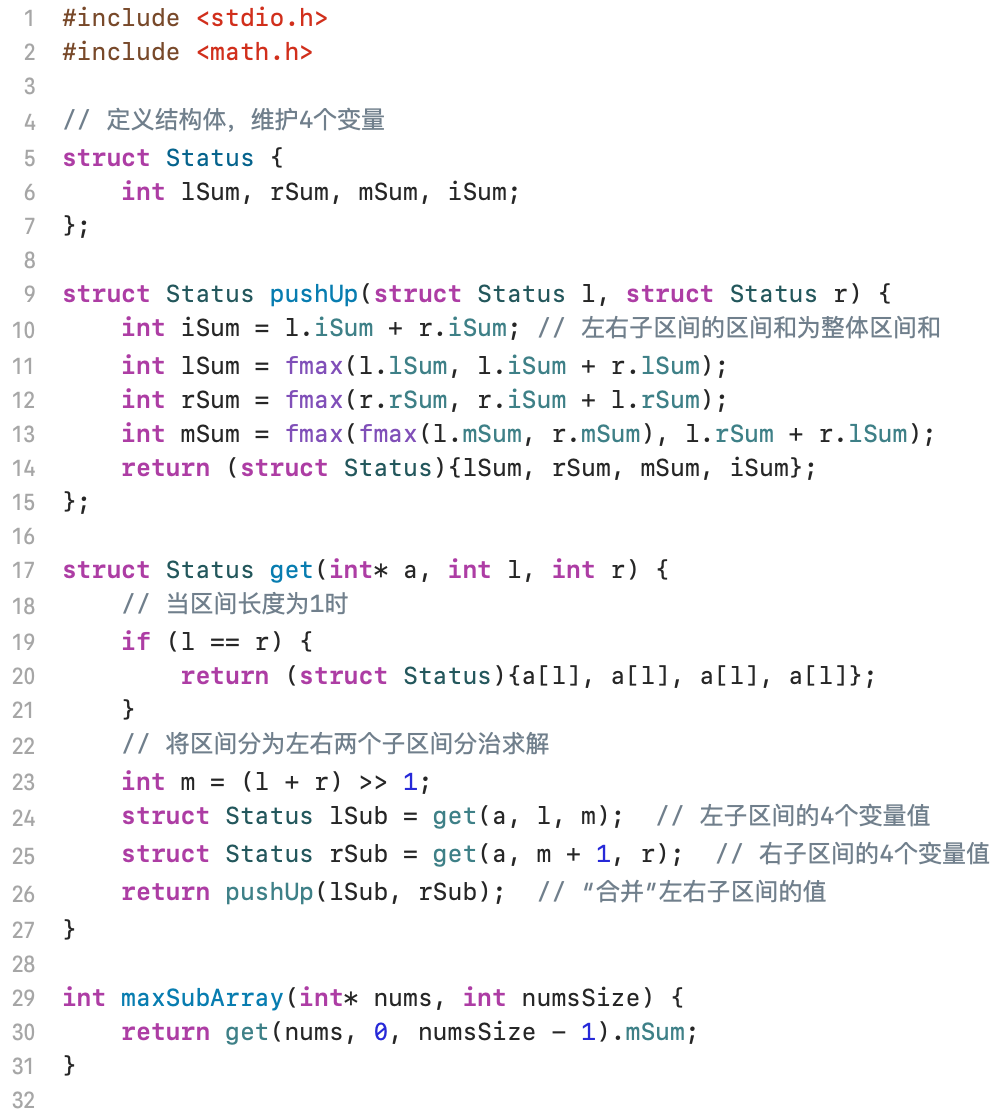 1 #include <stdio.h>
2 #include <math.h>
3
4 // 定义结构体，维护4个变量
5 struct Status {
6     int lSum, rSum, mSum, iSum;
7 };
8
9 struct Status pushUp(struct Status l, struct Status r) {
10     int iSum = l.iSum + r.iSum; // 左右子区间的区间和为整体区间和
11     int lSum = fmax(l.lSum, l.iSum + r.lSum);
12     int rSum = fmax(r.rSum, r.iSum + l.rSum);
13     int mSum = fmax(fmax(l.mSum, r.mSum), l.rSum + r.lSum);
14     return (struct Status){lSum, rSum, mSum, iSum};
15 };
16
17 struct Status get(int* a, int l, int r) {
18     // 当区间长度为1时
19     if (l == r) {
20         return (struct Status){a[l], a[l], a[l], a[l]};
21     }
22     // 将区间分为左右两个子区间分治求解
23     int m = (l + r) >> 1;
24     struct Status lSub = get(a, l, m);  // 左子区间的4个变量值
25     struct Status rSub = get(a, m + 1, r);  // 右子区间的4个变量值
26     return pushUp(lSub, rSub);  // “合并”左右子区间的值
27 }
28
29 int maxSubArray(int* nums, int numsSize) {
30     return get(nums, 0, numsSize - 1).mSum;
31 }
32